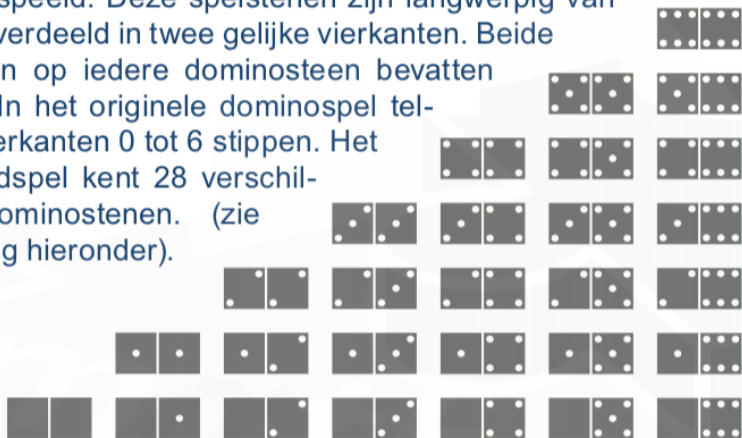 speeld. Deze speelstenen zijn langwerpig van
verdeeld in twee gelijke vierkanten. Beide
n op iedere dominosteen bevatten
In het originele dominospel tel-
erkanten 0 tot 6 stippen. Het
dspel kent 28 verschil-
ominostenen. (zie
g hieronder).